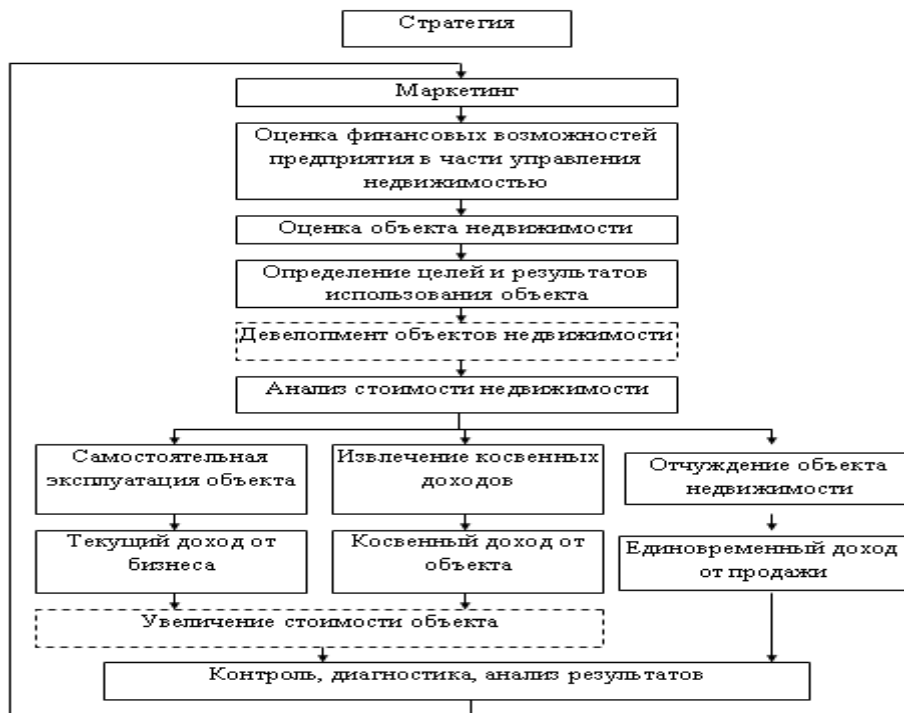 Стратегия
Маркетинг
Оценка финансовых возможностей
предприятия в части управления
недвижимостью
Оценка объекта недвижимости
Определение целей и результатов
использования объекта
Девелопмент объектов недвижимости
Анализ стоимости недвижимости
Самостоятельная
эксплуатация объекта
Извлечение косвенных
доходов
Отчуждение объекта
недвижимости
Текущий доход от
бизнеса
Косвенный доход от
объекта
Единовременный доход
от продажи
Увеличение стоимости объекта
Контроль, диагностика, анализ результатов